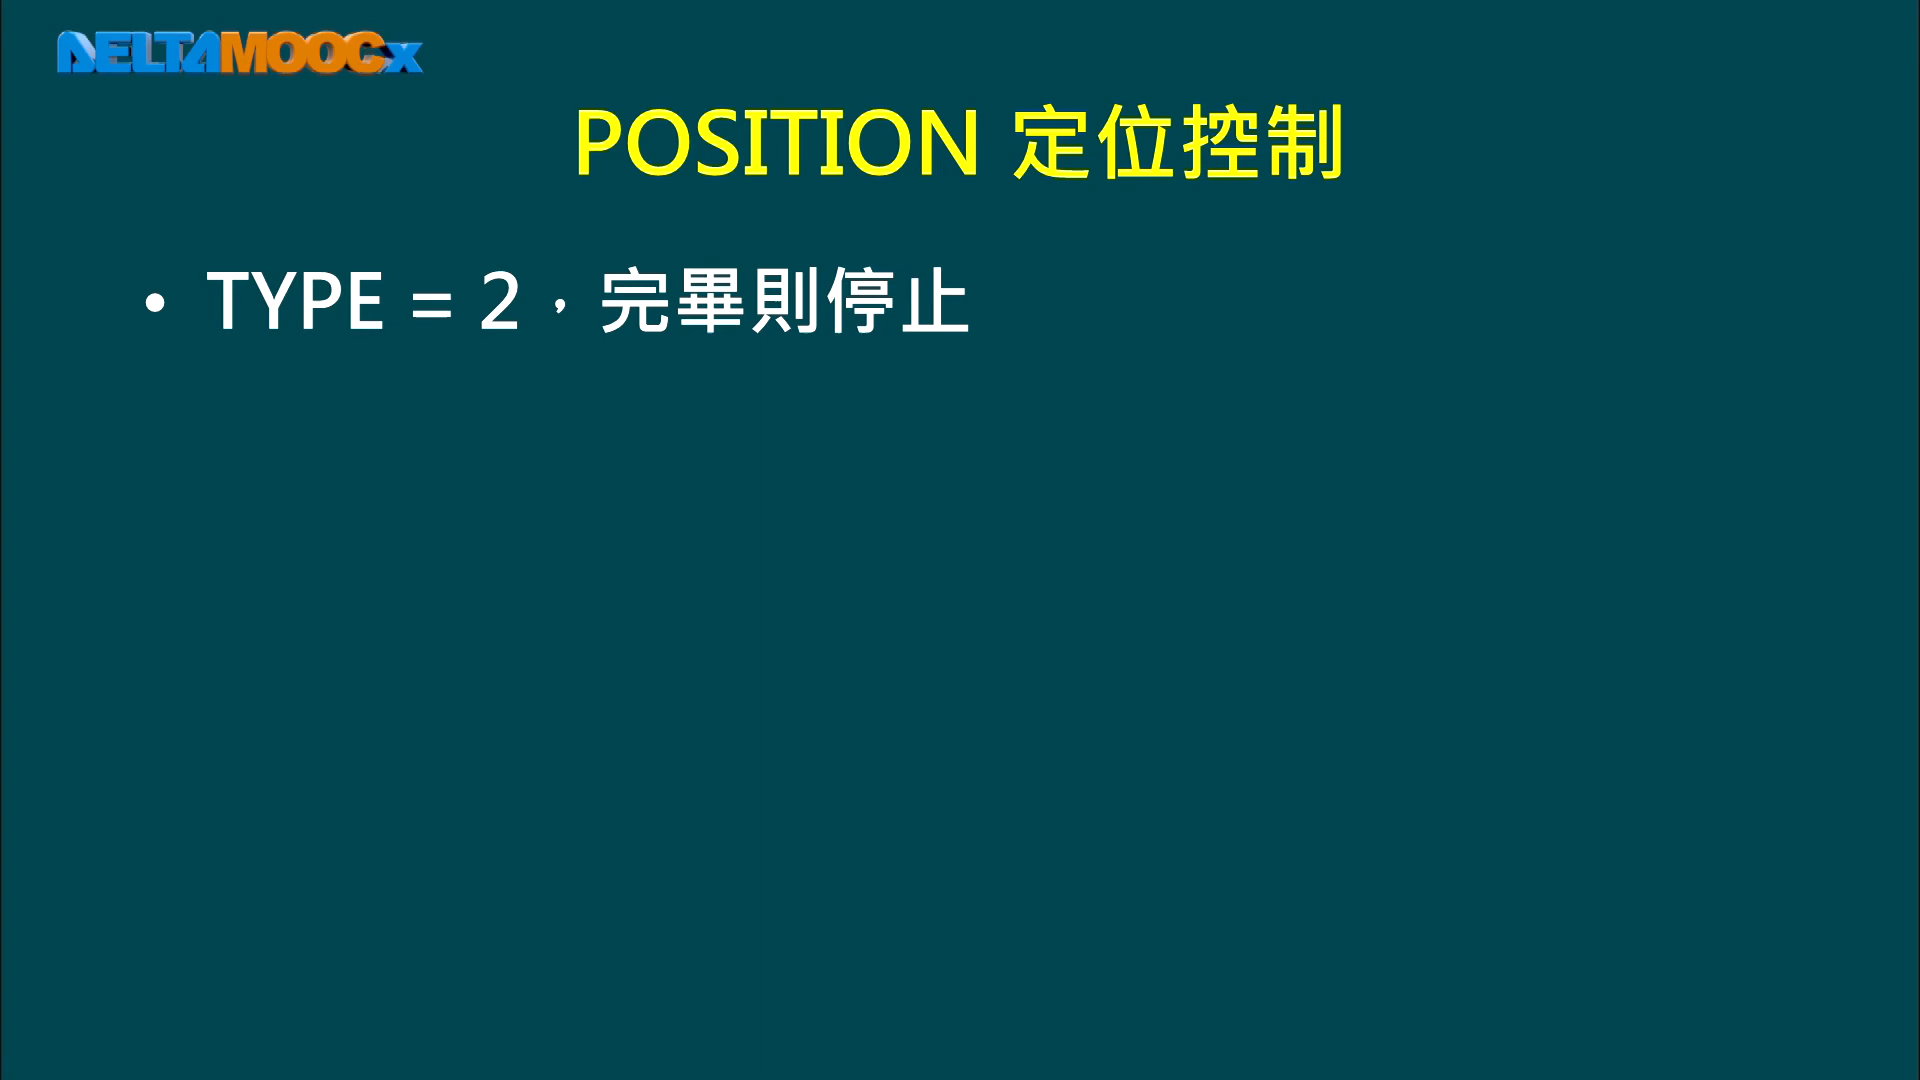 DELTAMOOCx
POSITION 定位控制
• TYPE = 2，完畢則停止